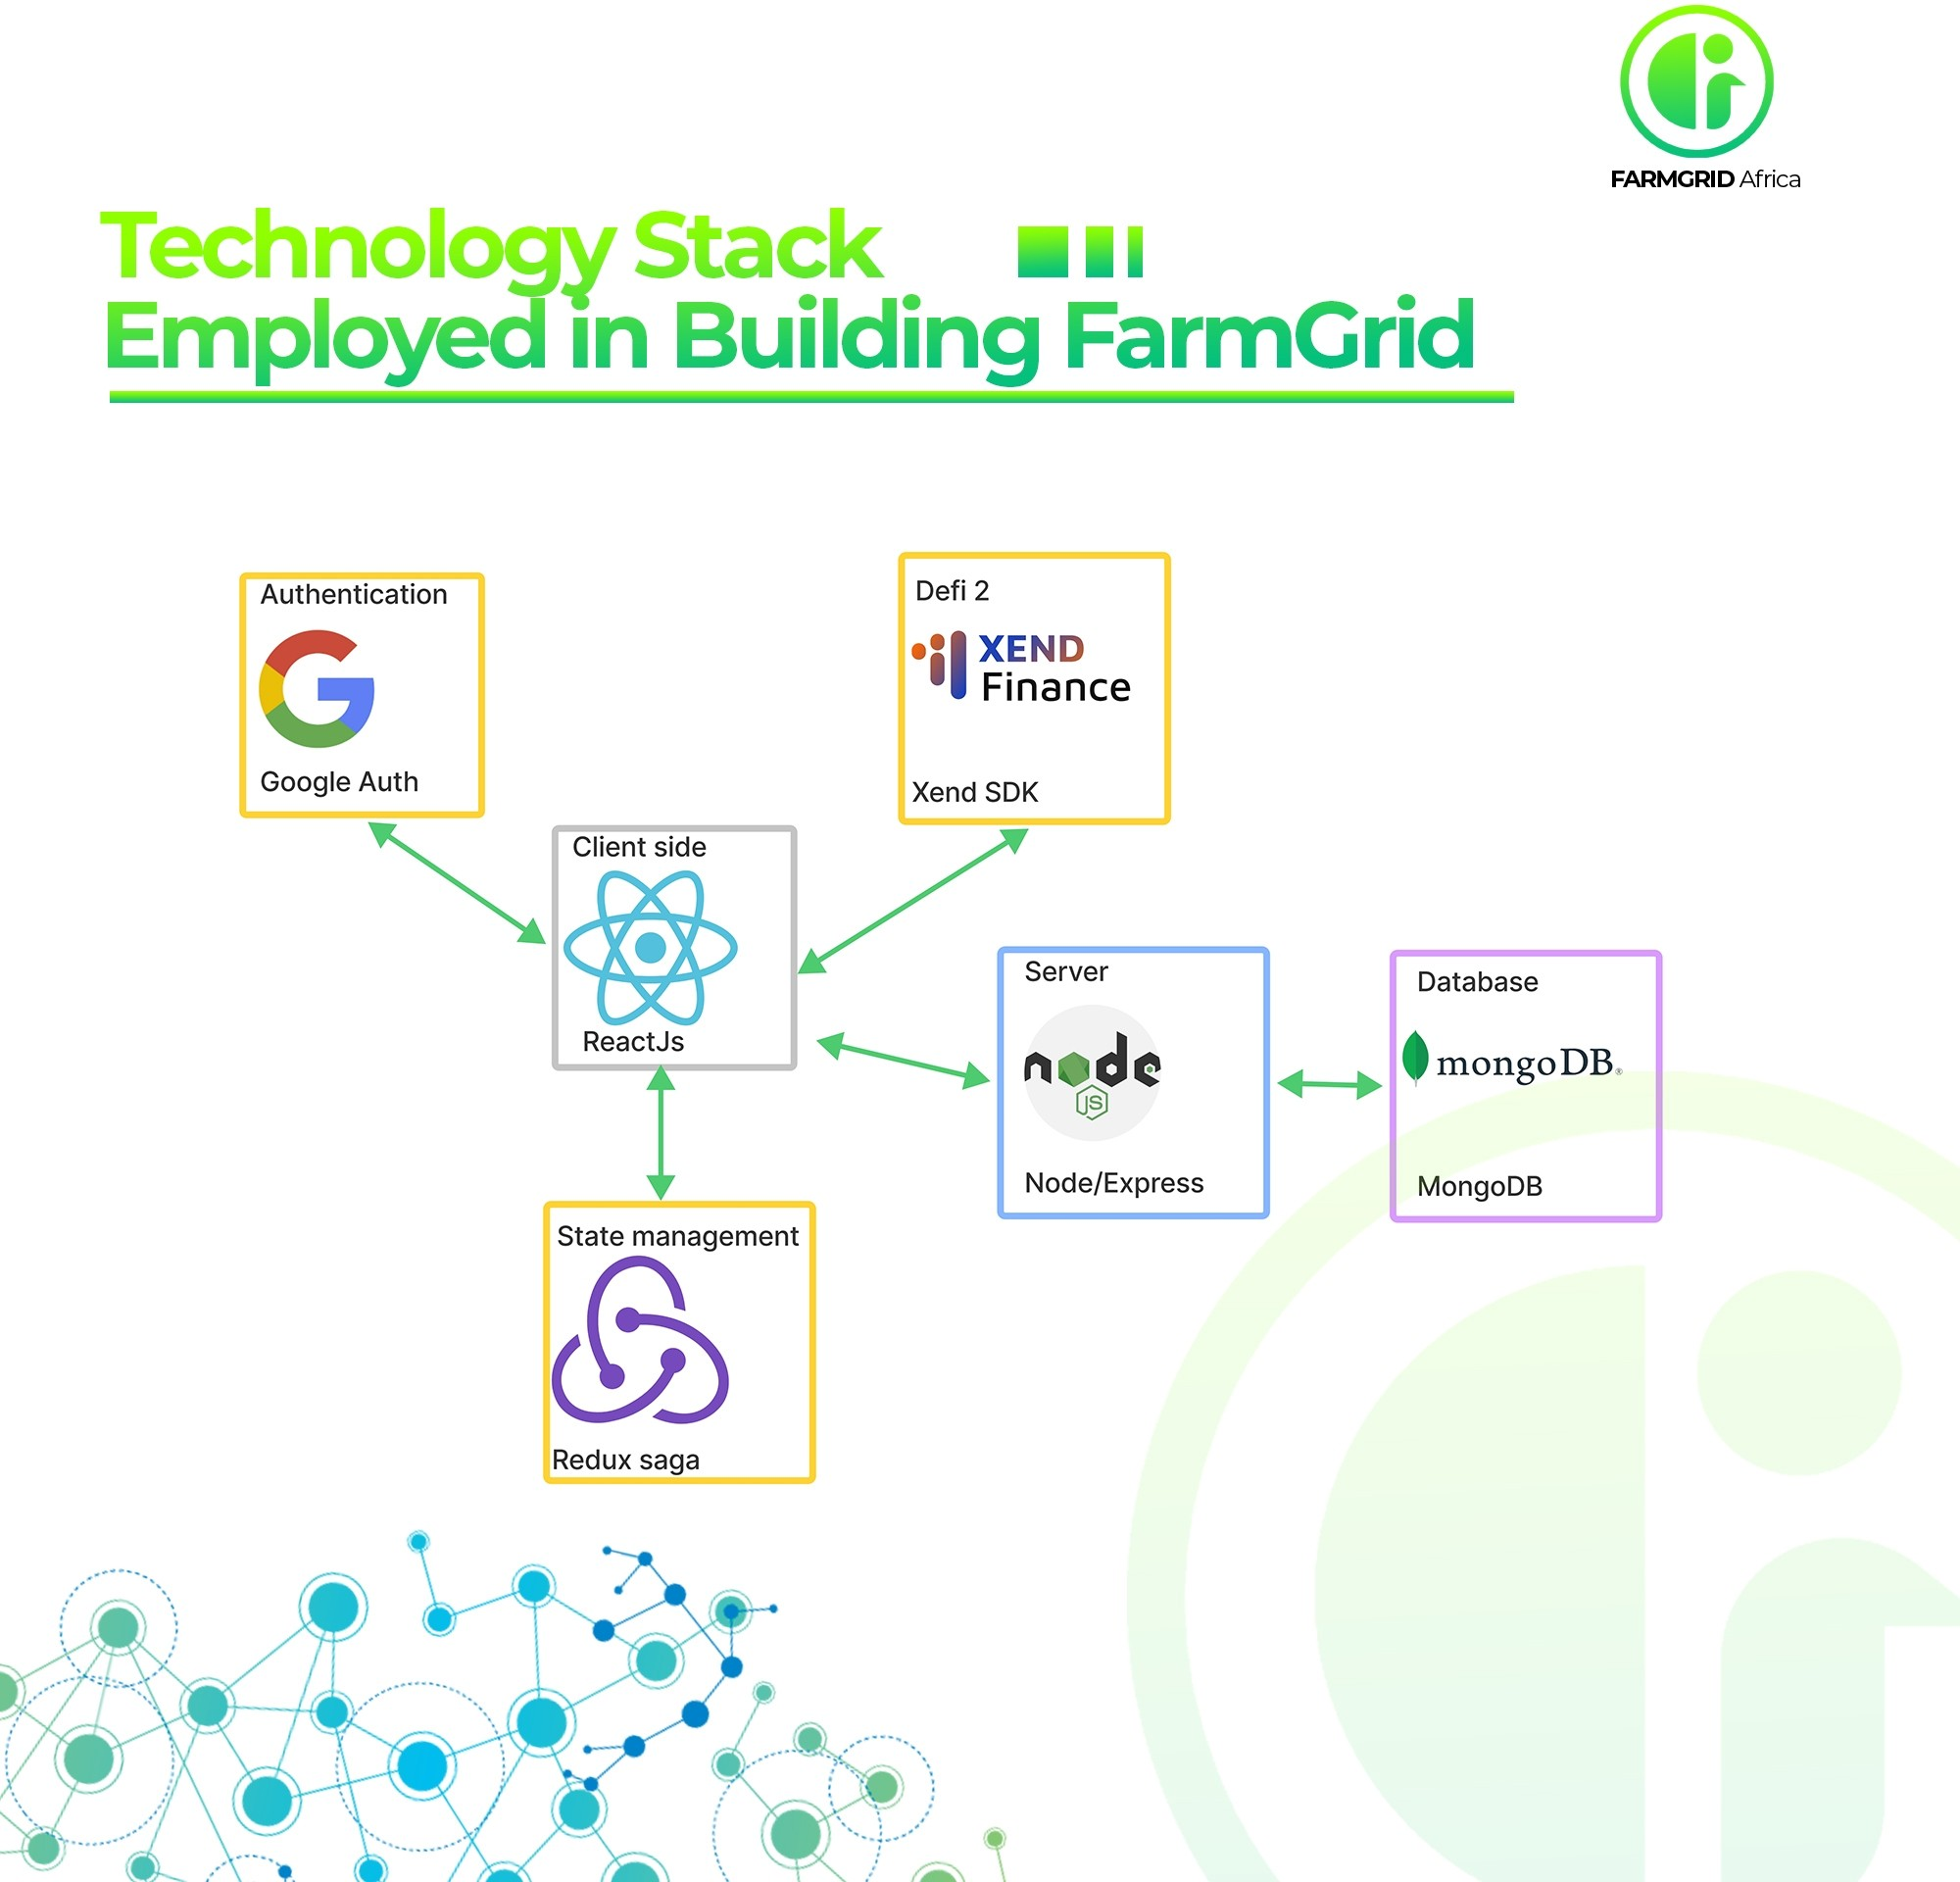 FARMGRID Africa
Technology Stack
Employed in Building FarmGrid
Authentication
Google Auth
Defi 2
XEND
Finance
Xend SDK
Client side
ReactJs
Server
node
JS
Node/Express
Database
mongoDB®
MongoDB
State management
Redux saga